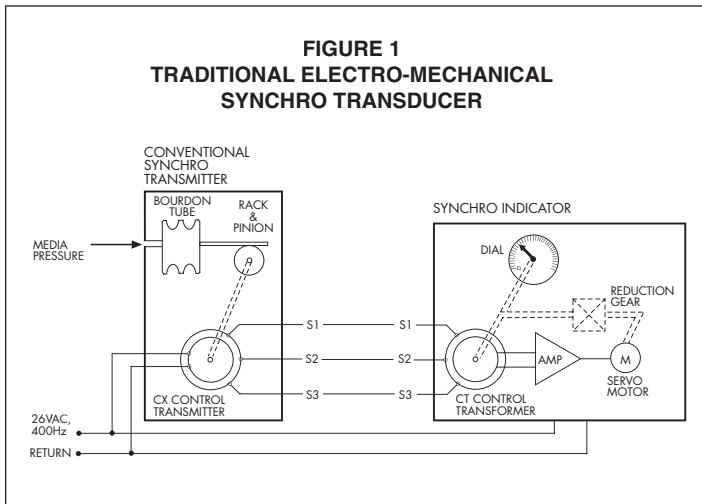 FIGURE 1
TRADITIONAL ELECTRO-MECHANICAL
SYNCHRO TRANSDUCER
CONVENTIONAL
SYNCHRO
TRANSMITTER
BOURDON
TUBE
RACK
&
PINION
MEDIA
PRESSURE
SYNCHRO INDICATOR
DIAL
REDUCTION
GEAR
S1
S1
S2
S2
S3
S3
AMP
M
SERVO
MOTOR
CX CONTROL
TRANSMITTER
CT CONTROL
TRANSFORMER
26VAC,
400Hz
RETURN